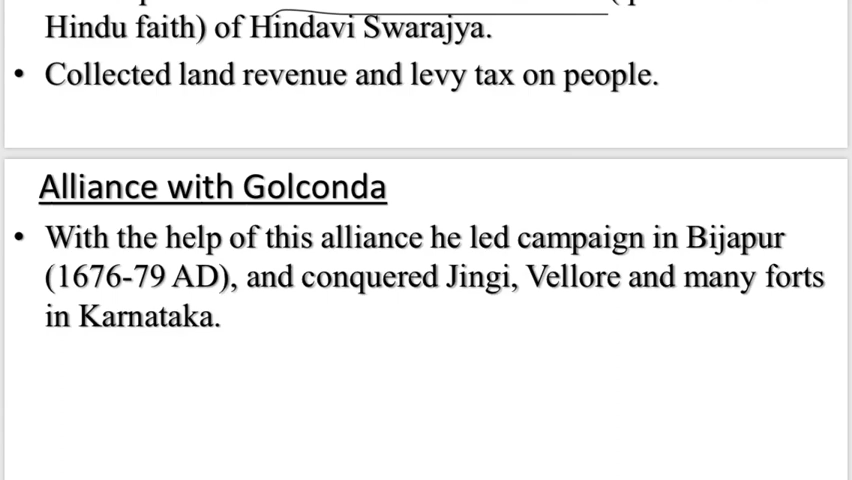 Hindu faith) of Hindavi Swarajya.
• Collected land revenue and levy tax on people.
Alliance with Golconda
• With the help of this alliance he led campaign in Bijapur
(1676-79 AD), and conquered Jingi, Vellore and many forts
in Karnataka.